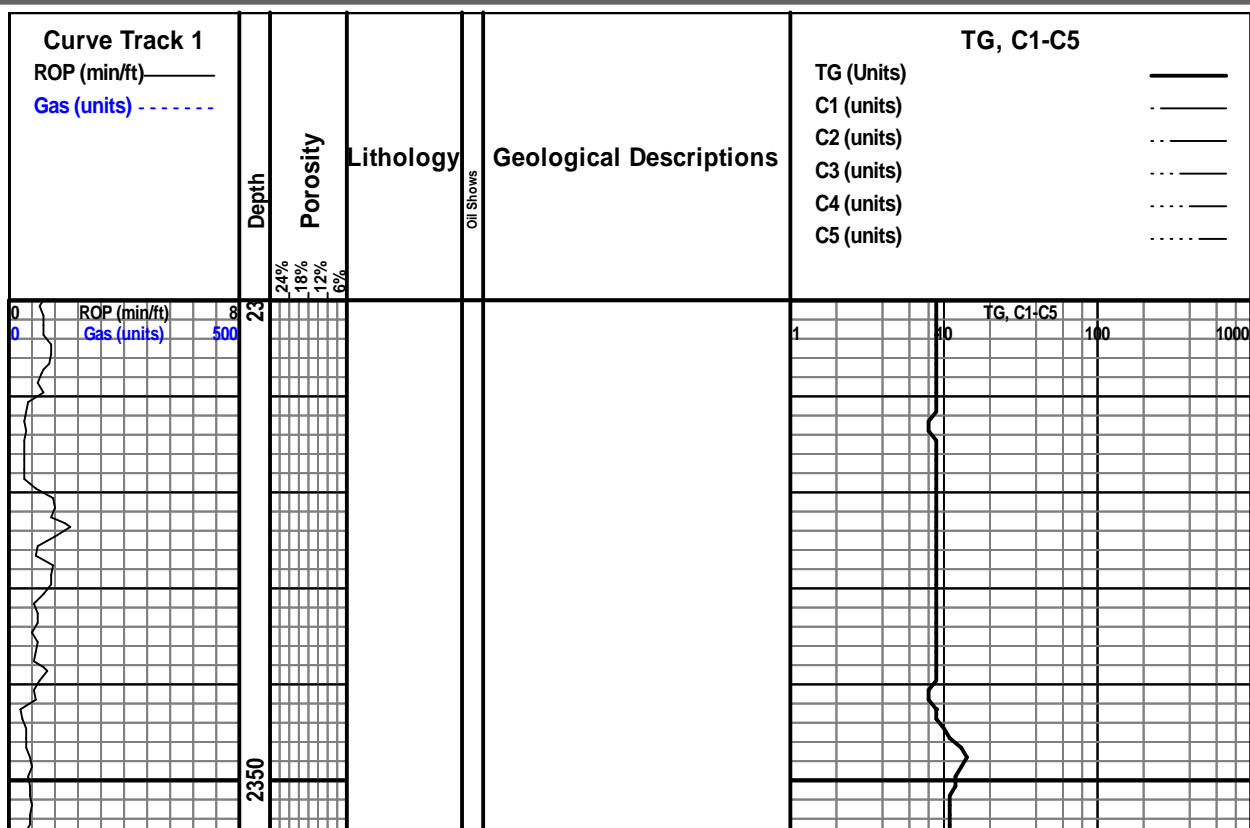 Curve Track 1
ROP (min/ft)
Gas (units)
Depth
Porosity
24%
18%
12%
6%
Lithology
Oil Shows
Geological Descriptions
TG, C1-C5
TG (Units)
C1 (units)
C2 (units)
C3 (units)
C4 (units)
C5 (units)
0 ROP (min/ft) 8
0 Gas (units) 500
23
TG, C1-C5
1 10 100 1000
2350